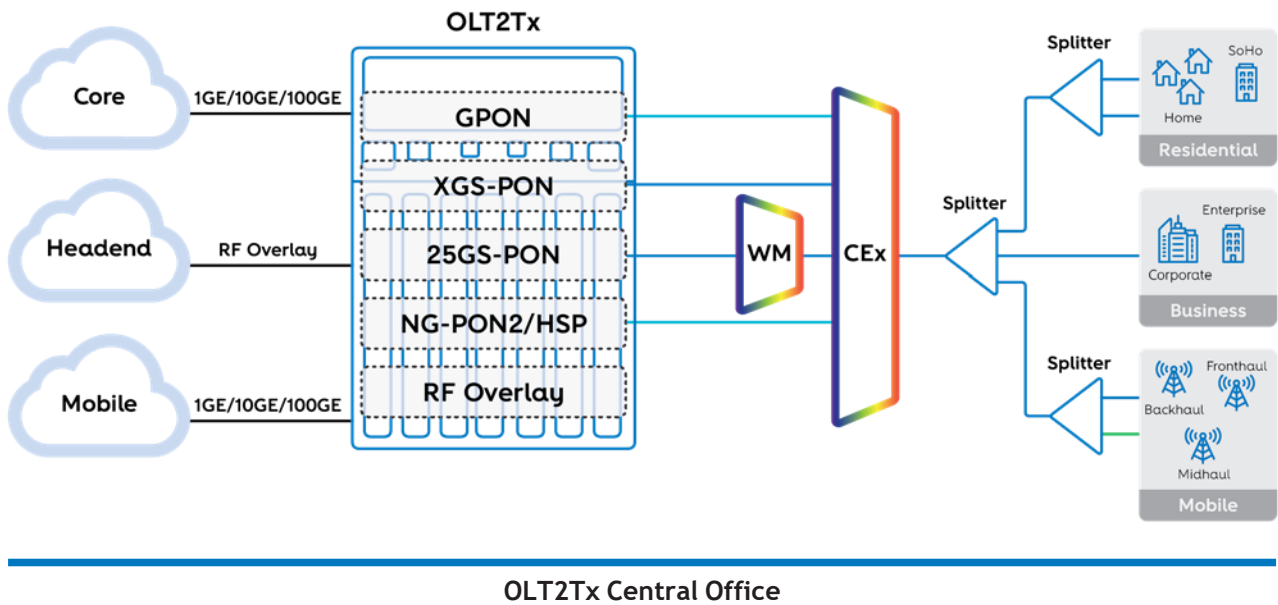 OLT2Tx
Core
1GE/10GE/100GE
Headend
RF Overlay
Mobile
1GE/10GE/100GE
GPON
XGS-PON
25GS-PON
NG-PON2/HSP
RF Overlay
WM
CEx
Splitter
Splitter
Splitter
SoHo
Home
Residential
Enterprise
Corporate
Business
Fronthaul
Backhaul
Midhaul
Mobile
OLT2Tx Central Office